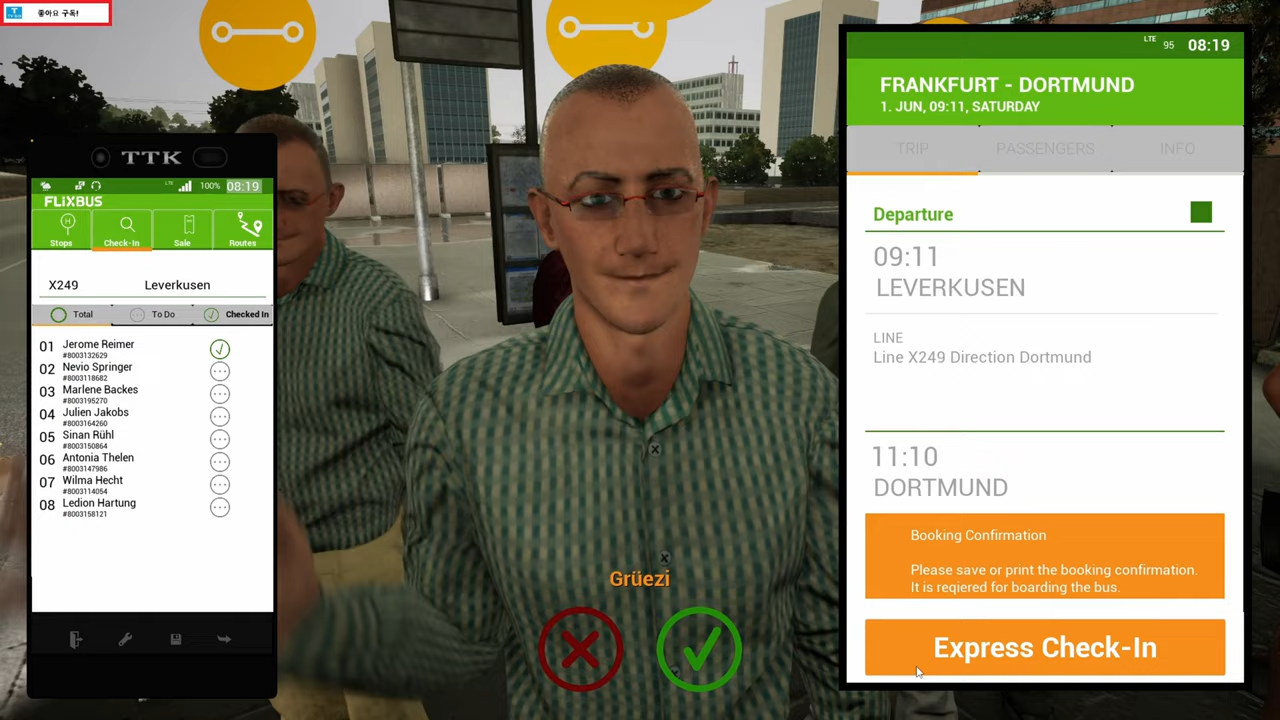 좋아요 구독!
TTK
LTE 100% 08:19
FLiXBUS
Stops Check-In Sale Routes
X249 Leverkusen
Total To Do Checked In
01 Jerome Reimer
#8003132629
02 Nevio Springer
#8003118682
03 Marlene Backes
#8003195270
04 Julien Jakobs
#8003164260
05 Sinan Rühl
#8003150864
06 Antonia Thelen
#8003147986
07 Wilma Hecht
#8003114054
08 Ledion Hartung
#8003158121
Grüezi
LTE 95 08:19
FRANKFURT - DORTMUND
1. JUN, 09:11, SATURDAY
TRIP PASSENGERS INFO
Departure
09:11
LEVERKUSEN
LINE
Line X249 Direction Dortmund
11:10
DORTMUND
Booking Confirmation
Please save or print the booking confirmation.
It is reqiered for boarding the bus.
Express Check-In